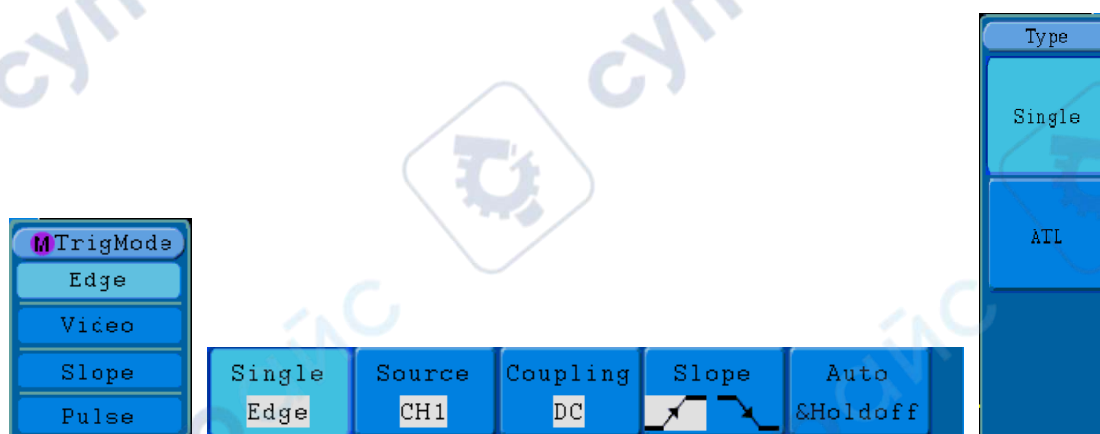 TrigMode
Edge
Video
Slope
Pulse
Single
Edge
Source
CH1
Coupling
DC
Slope
Auto
&Holdoff
Type
Single
ATL